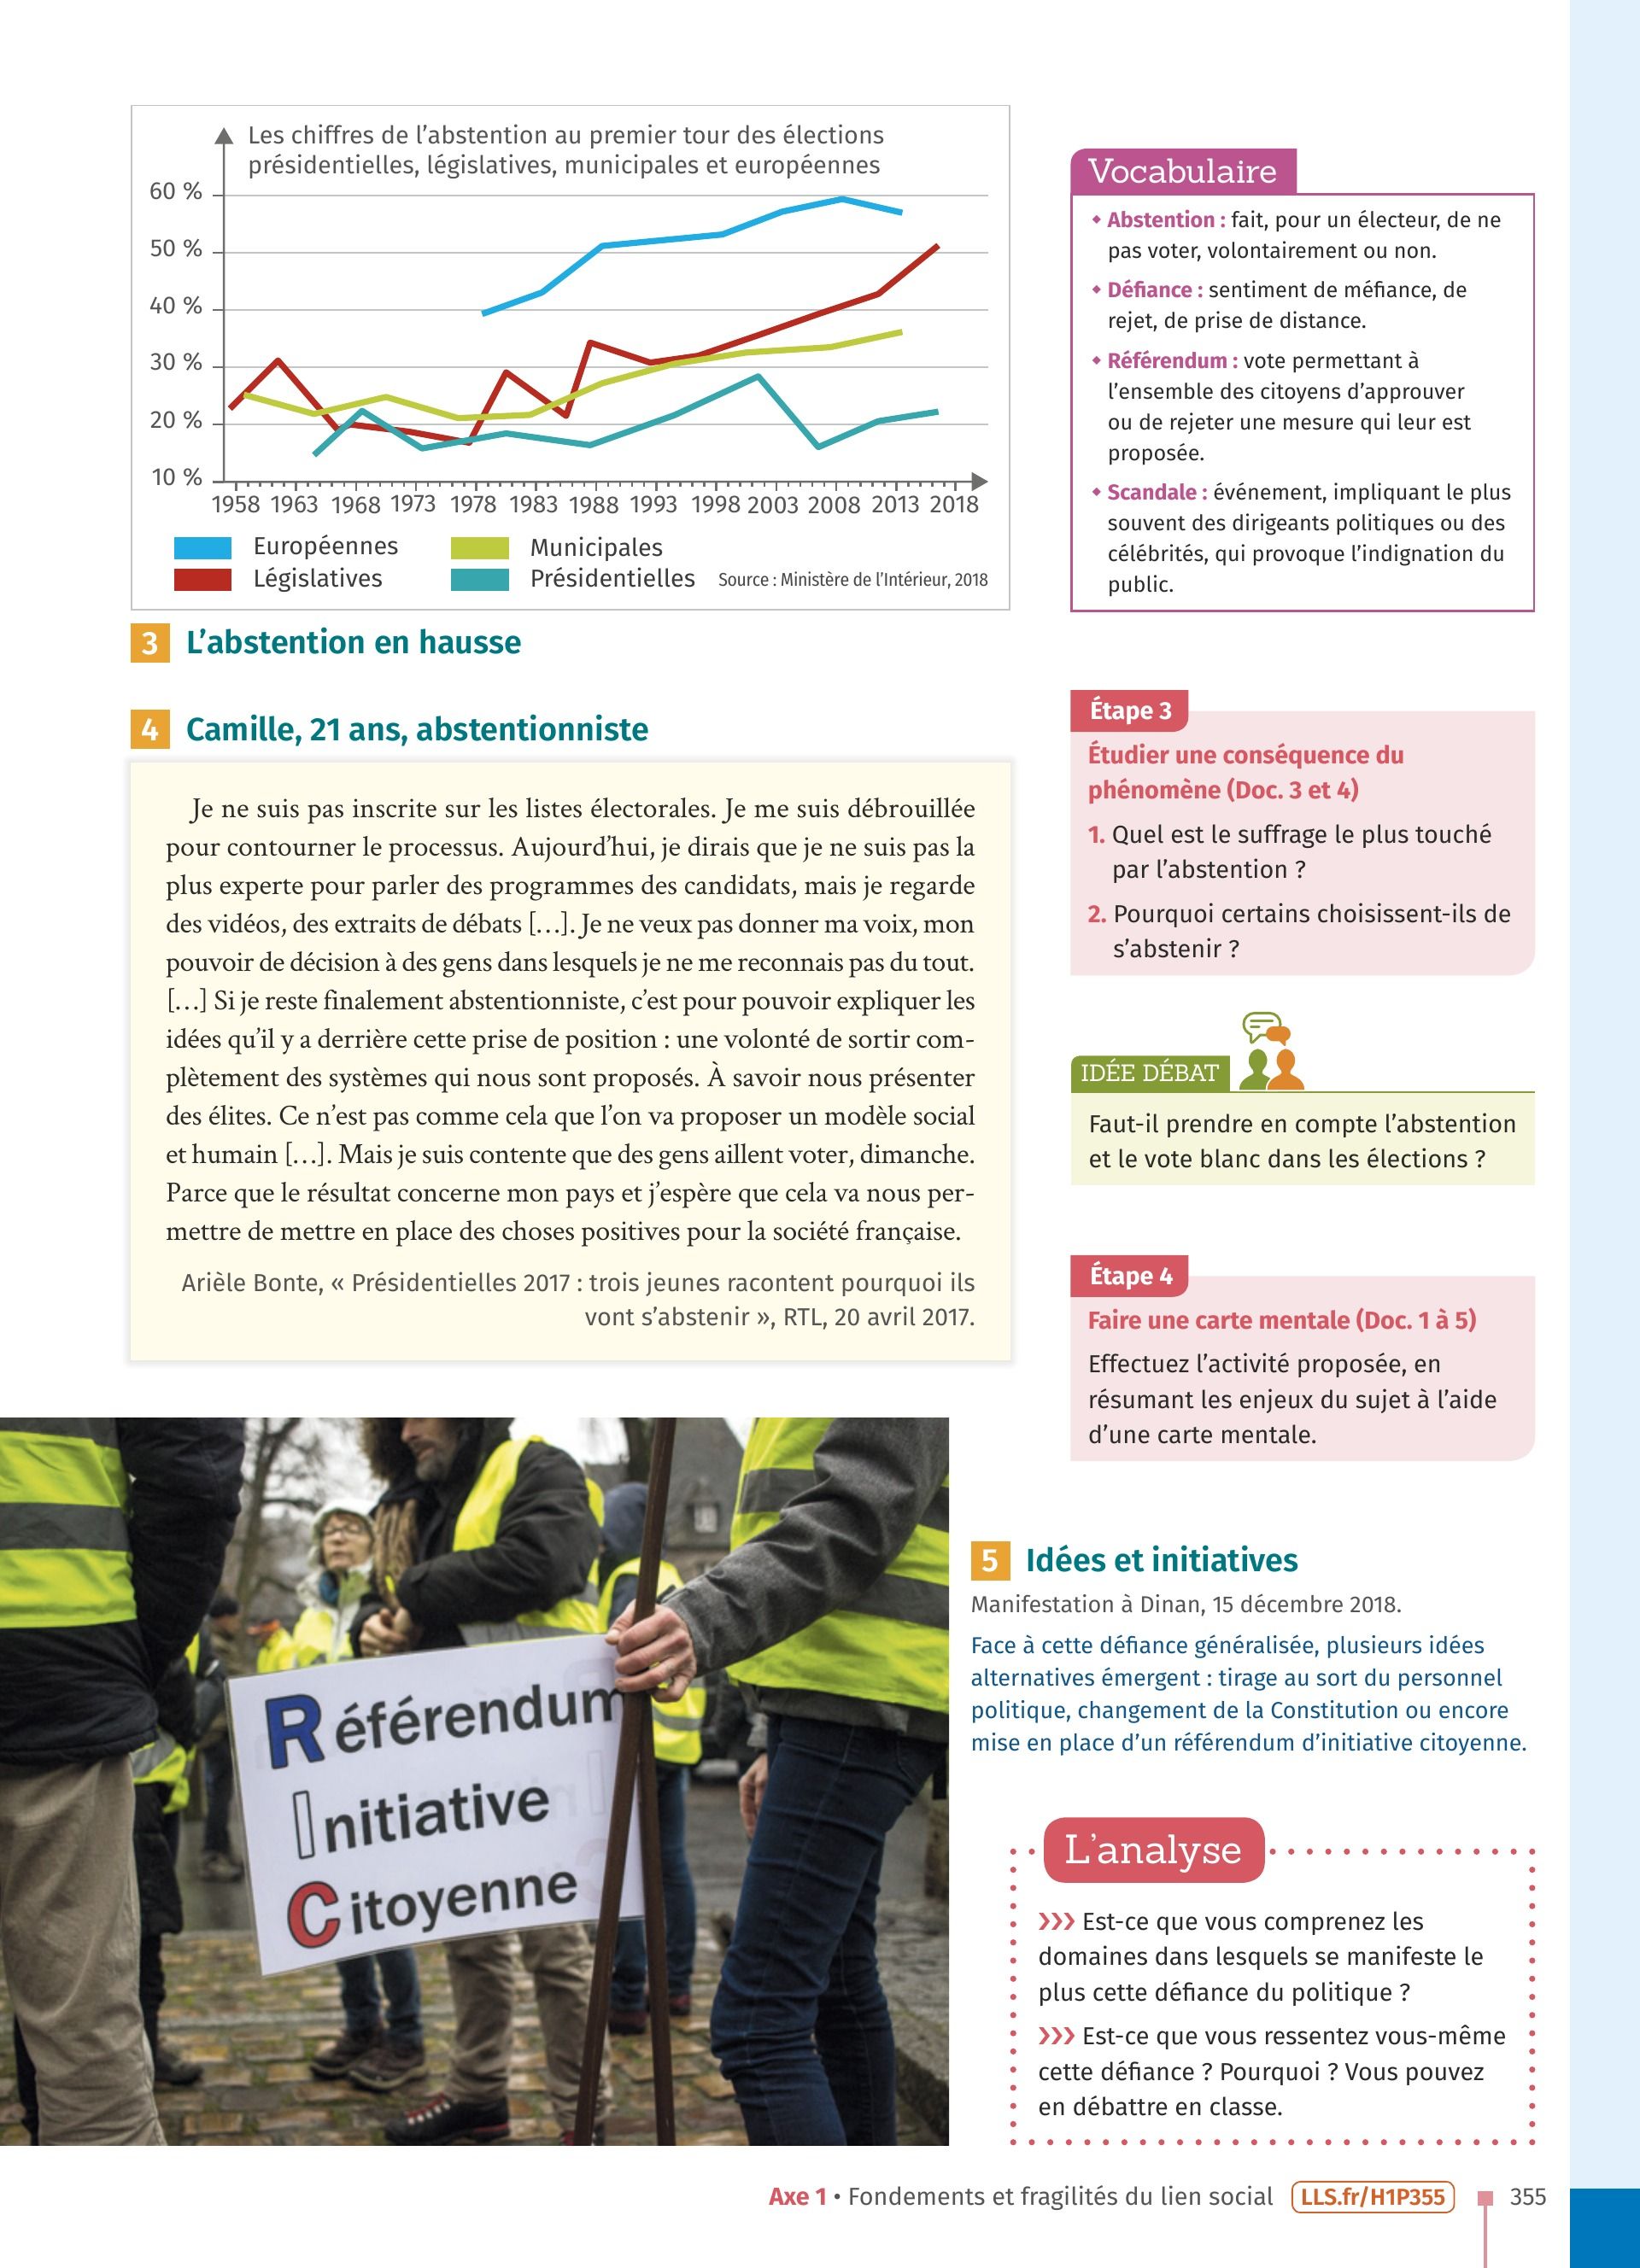 Les chiffres de l’abstention au premier tour des élections
présidentielles, législatives, municipales et européennes
60 %
50 %
40 %
30 %
20 %
10 %
1958 1963 1968 1973 1978 1983 1988 1993 1998 2003 2008 2013 2018
Européennes
Municipales
Législatives
Présidentielles
Source : Ministère de l’Intérieur, 2018
3 L’abstention en hausse
4 Camille, 21 ans, abstentionniste
Je ne suis pas inscrite sur les listes électorales. Je me suis débrouillée
pour contourner le processus. Aujourd’hui, je dirais que je ne suis pas la
plus experte pour parler des programmes des candidats, mais je regarde
des vidéos, des extraits de débats […]. Je ne veux pas donner ma voix, mon
pouvoir de décision à des gens dans lesquels je ne me reconnais pas du tout.
[…] Si je reste finalement abstentionniste, c’est pour pouvoir expliquer les
idées qu’il y a derrière cette prise de position : une volonté de sortir com-
plètement des systèmes qui nous sont proposés. À savoir nous présenter
des élites. Ce n’est pas comme cela que l’on va proposer un modèle social
et humain […]. Mais je suis contente que des gens aillent voter, dimanche.
Parce que le résultat concerne mon pays et j’espère que cela va nous per-
mettre de mettre en place des choses positives pour la société française.
Arièle Bonte, « Présidentielles 2017 : trois jeunes racontent pourquoi ils
vont s’abstenir », RTL, 20 avril 2017.
Référendum
Initiative
Citoyenne
Vocabulaire
◆ Abstention : fait, pour un électeur, de ne
pas voter, volontairement ou non.
◆ Défiance : sentiment de méfiance, de
rejet, de prise de distance.
◆ Référendum : vote permettant à
l’ensemble des citoyens d’approuver
ou de rejeter une mesure qui leur est
proposée.
◆ Scandale : événement, impliquant le plus
souvent des dirigeants politiques ou des
célébrités, qui provoque l’indignation du
public.
Étape 3
Étudier une conséquence du
phénomène (Doc. 3 et 4)
1. Quel est le suffrage le plus touché
par l’abstention ?
2. Pourquoi certains choisissent-ils de
s’abstenir ?
IDÉE DÉBAT
Faut-il prendre en compte l’abstention
et le vote blanc dans les élections ?
Étape 4
Faire une carte mentale (Doc. 1 à 5)
Effectuez l’activité proposée, en
résumant les enjeux du sujet à l’aide
d’une carte mentale.
5 Idées et initiatives
Manifestation à Dinan, 15 décembre 2018.
Face à cette défiance généralisée, plusieurs idées
alternatives émergent : tirage au sort du personnel
politique, changement de la Constitution ou encore
mise en place d’un référendum d’initiative citoyenne.
L’analyse
››› Est-ce que vous comprenez les
domaines dans lesquels se manifeste le
plus cette défiance du politique ?
››› Est-ce que vous ressentez vous-même
cette défiance ? Pourquoi ? Vous pouvez
en débattre en classe.
Axe 1 • Fondements et fragilités du lien social LLS.fr/H1P355 355